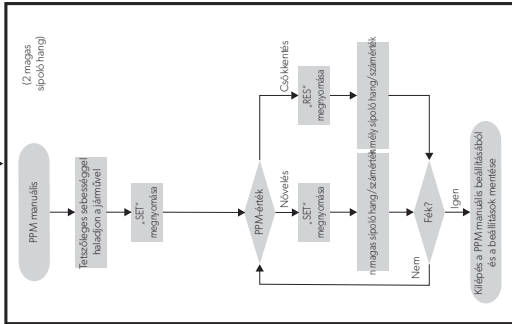 (2 magas
sípoló hang)
PPM manuális
Tetszőleges sebességgel
haladjon a járművel
„SET”
megnyomása
PPM-érték
Csökkentés
„RES”
megnyomása
mély sípoló hang/számérték
Növelés
„SET”
megnyomása
n magas sípoló hang/számérték
Fék?
Nem
Igen
Kilépés a PPM manuális beállításából
és a beállítások mentése